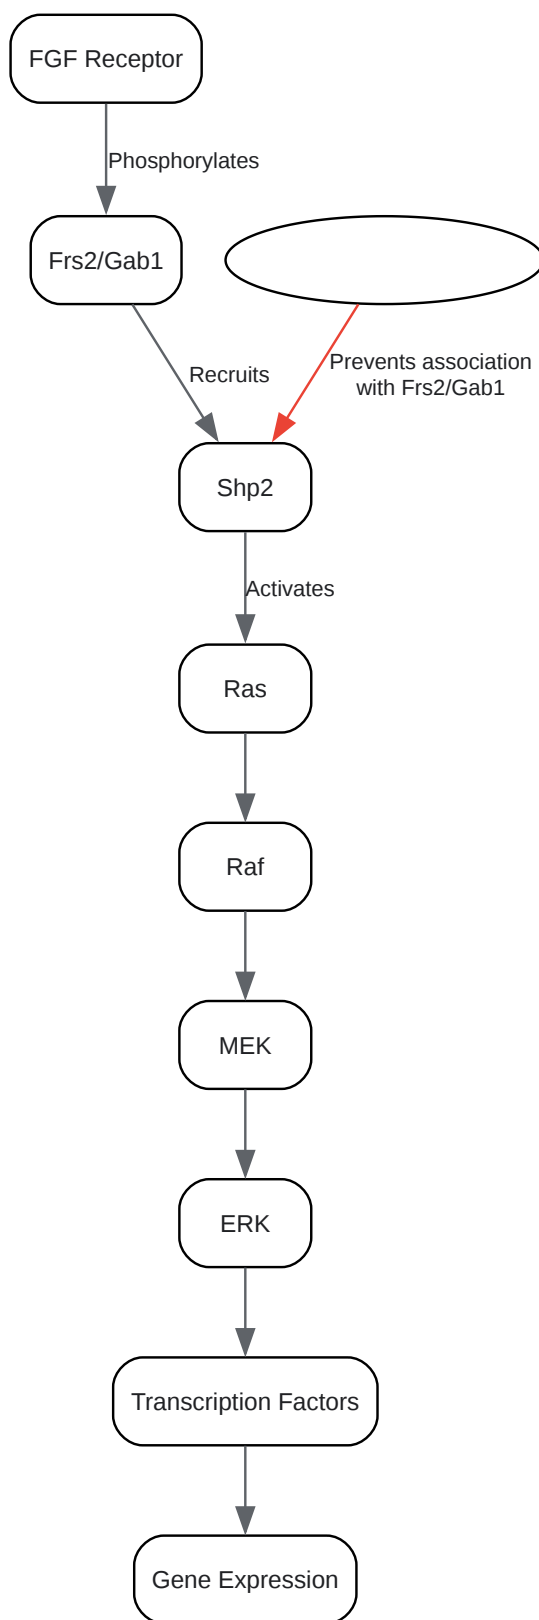 FGF Receptor
Phosphorylates
Frs2/Gab1
Recruits
Prevents association
with Frs2/Gab1
Shp2
Activates
Ras
Raf
MEK
ERK
Transcription Factors
Gene Expression